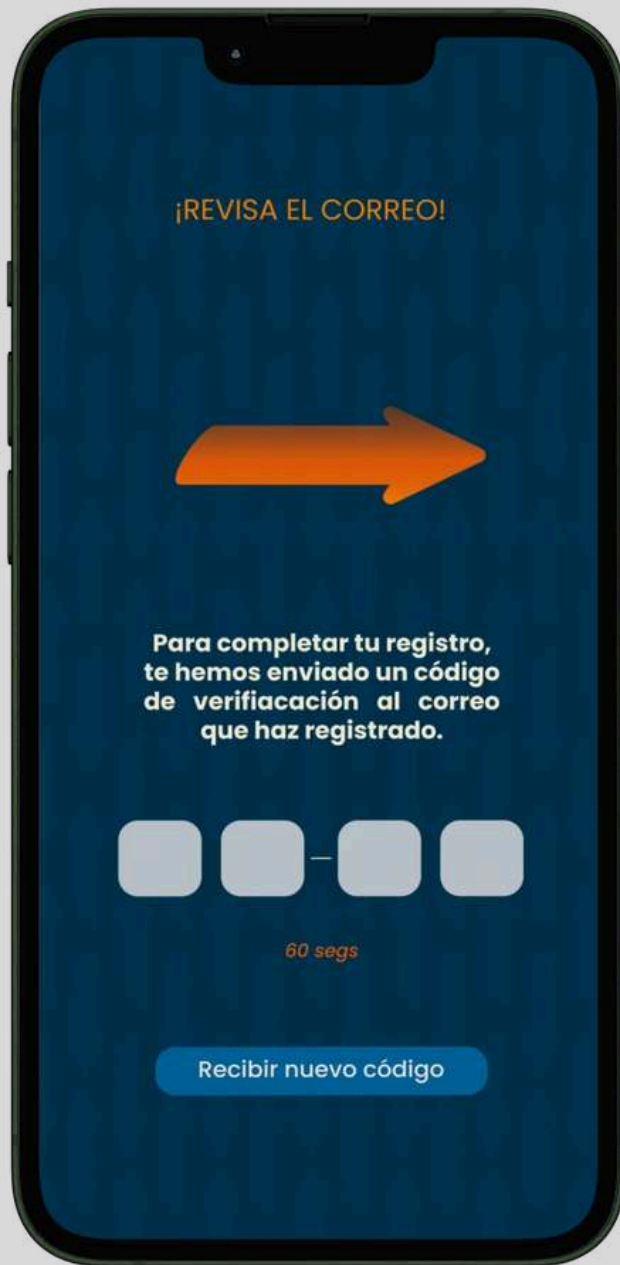 ¡REVISA EL CORREO!
Para completar tu registro,
te hemos enviado un código
de verifiacación al correo
que haz registrado.
—
60 segs
Recibir nuevo código